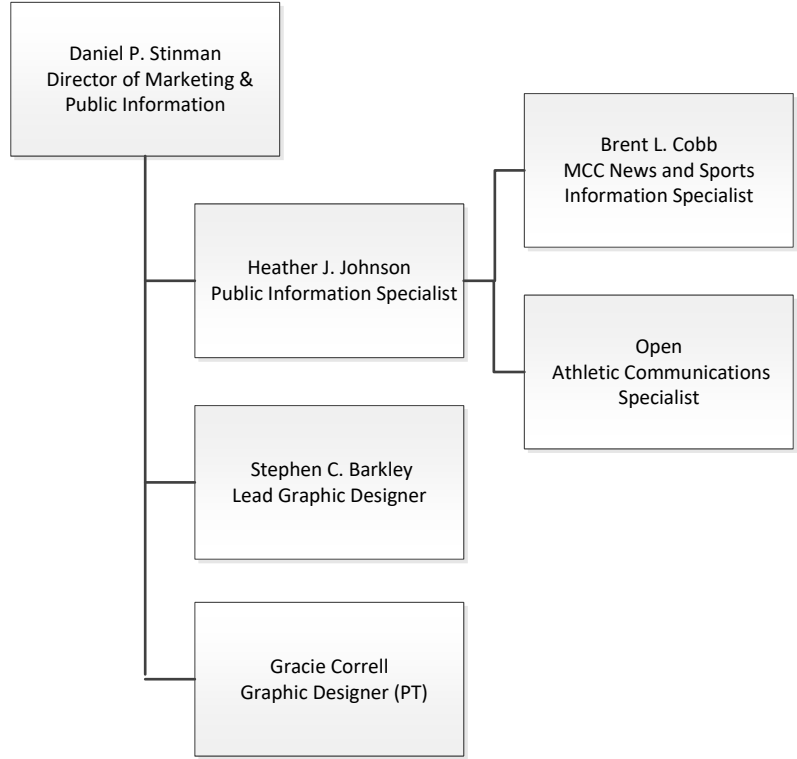 Daniel P. Stinman
Director of Marketing &
Public Information
Brent L. Cobb
MCC News and Sports
Information Specialist
Heather J. Johnson
Public Information Specialist
Open
Athletic Communications
Specialist
Stephen C. Barkley
Lead Graphic Designer
Gracie Correll
Graphic Designer (PT)